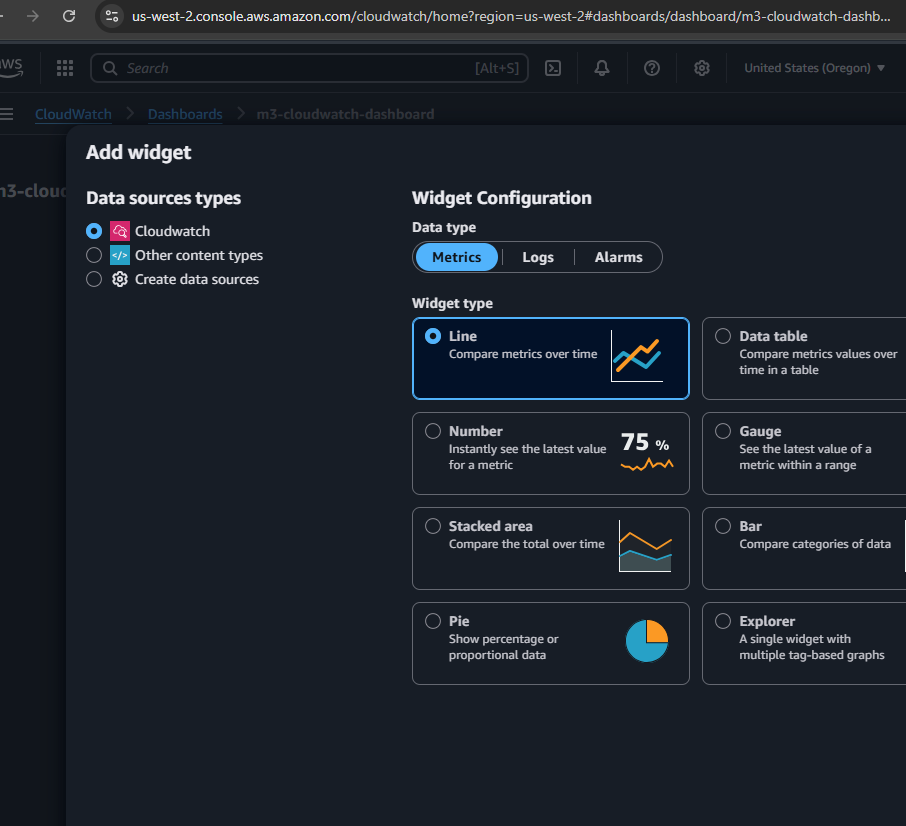 us-west-2.console.aws.amazon.com/cloudwatch/home?region=us-west-2#dashboards/dashboard/m3-cloudwatch-dashb...
aws
Search
[Alt+S]
United States (Oregon)
CloudWatch
Dashboards
m3-cloudwatch-dashboard
Add widget
m3-cloud
Data sources types
Cloudwatch
</> Other content types
Create data sources
Widget Configuration
Data type
Metrics
Logs
Alarms
Widget type
Line
Compare metrics over time
Data table
Compare metrics values over
time in a table
Number
Instantly see the latest value
for a metric
75 %
Gauge
See the latest value of a
metric within a range
Stacked area
Compare the total over time
Bar
Compare categories of data
Pie
Show percentage or
proportional data
Explorer
A single widget with
multiple tag-based graphs